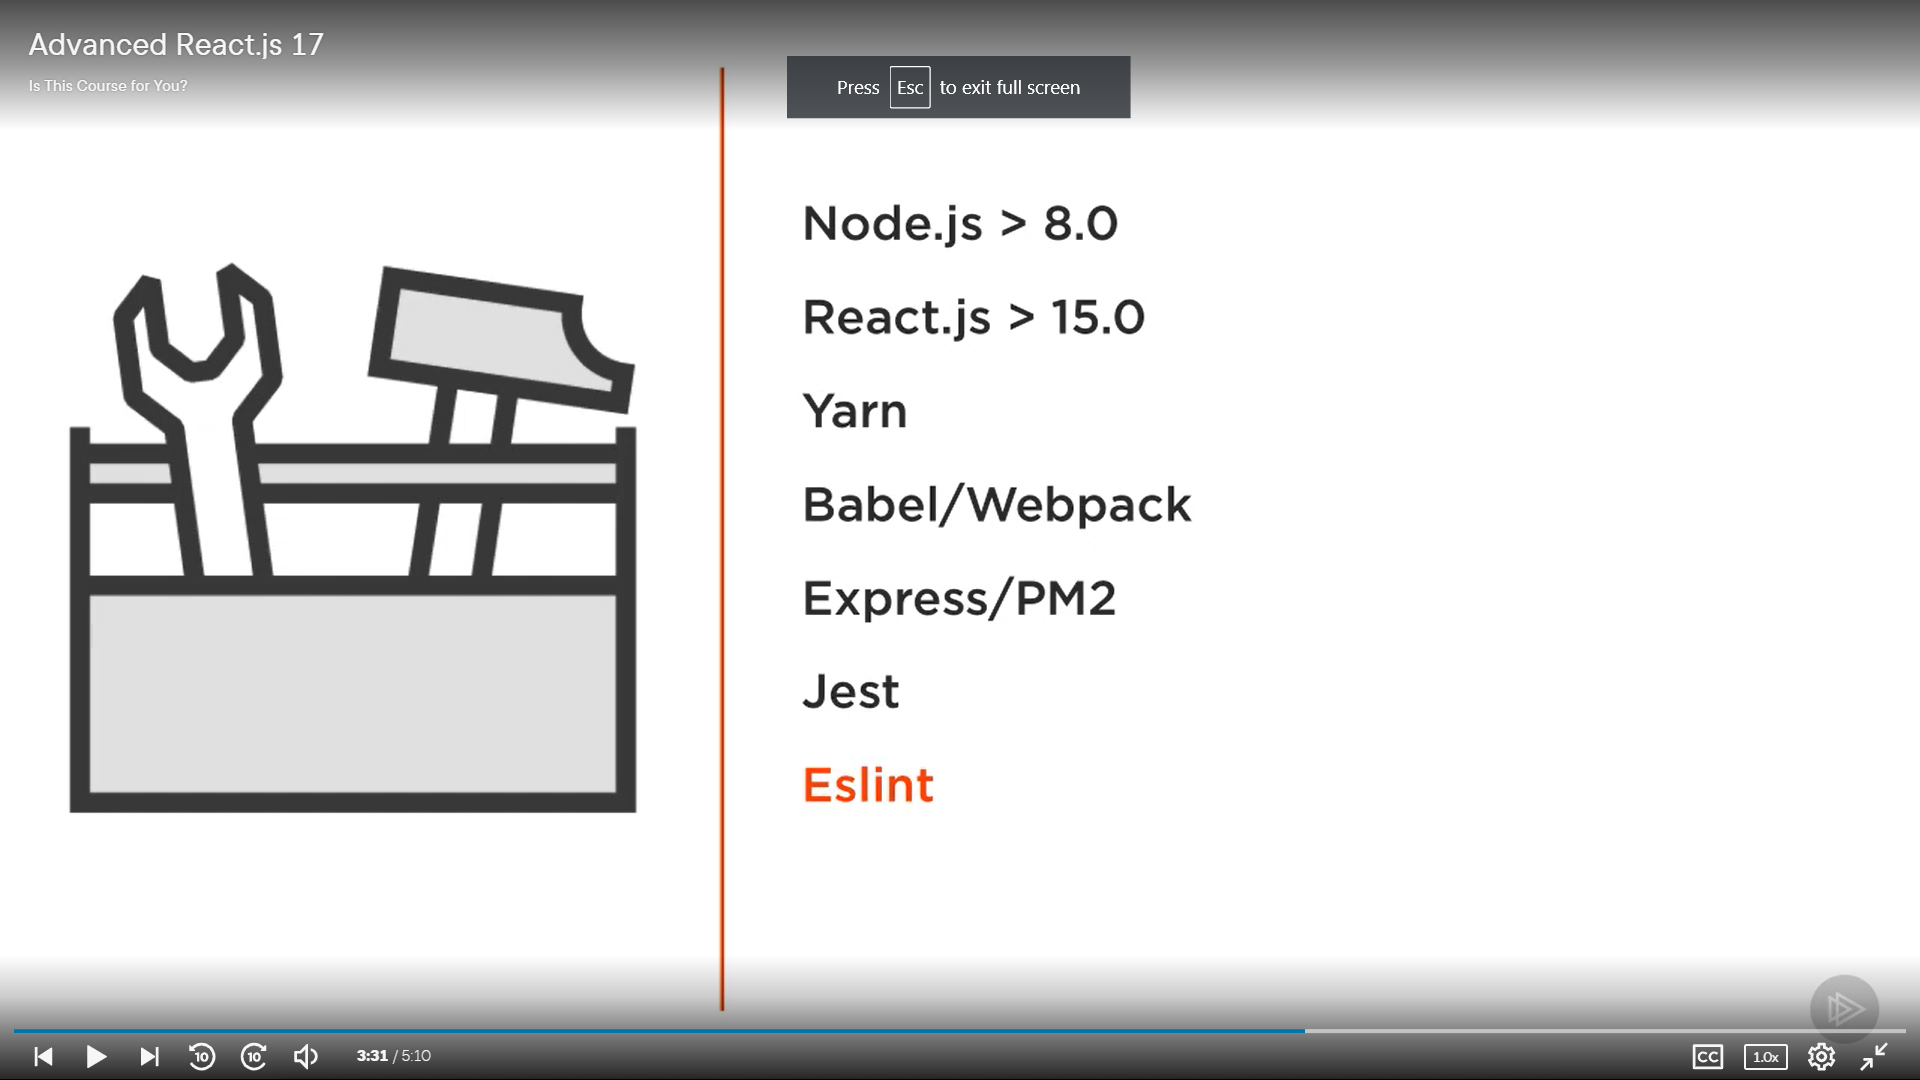 Advanced React.js 17
Is This Course for You?
Press Esc to exit full screen
Node.js > 8.0
React.js > 15.0
Yarn
Babel/Webpack
Express/PM2
Jest
Eslint
10 10 3:31 / 5:10 CC 1.0x